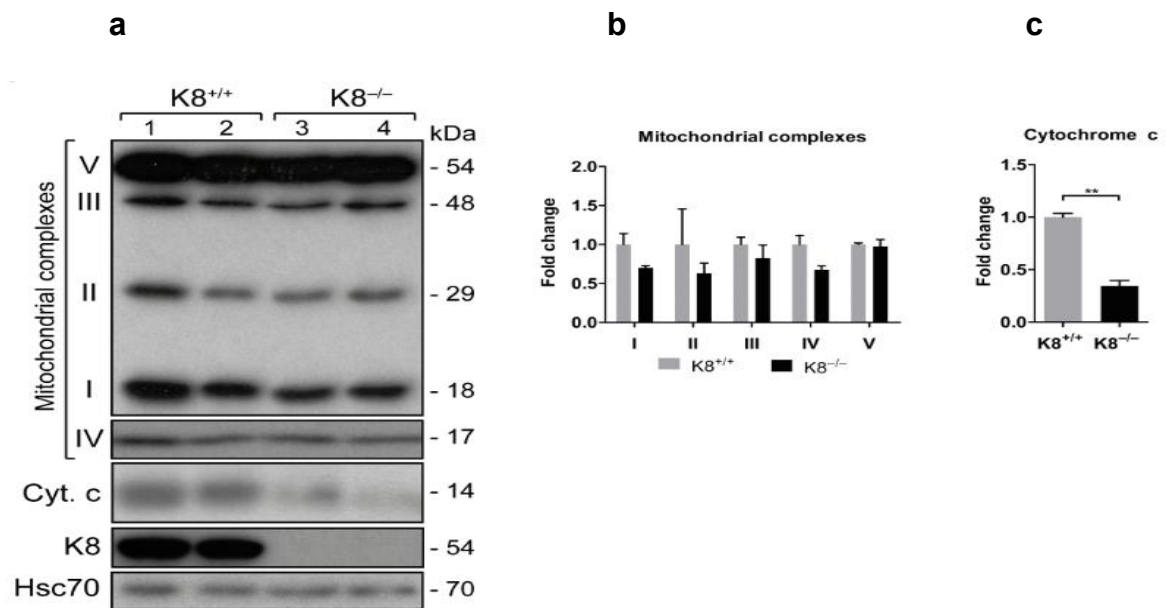 a
b
c
K8+/+ K8−/−
1 2 3 4 kDa
Mitochondrial complexes
V - 54
III - 48
II - 29
I - 18
IV - 17
Cyt. c - 14
K8 - 54
Hsc70 - 70
Mitochondrial complexes
Fold change
2.0
1.5
1.0
0.5
0.0
I II III IV V
K8+/+ K8−/−
Cytochrome c
Fold change
1.5
1.0
0.5
0.0
**
K8+/+ K8−/−